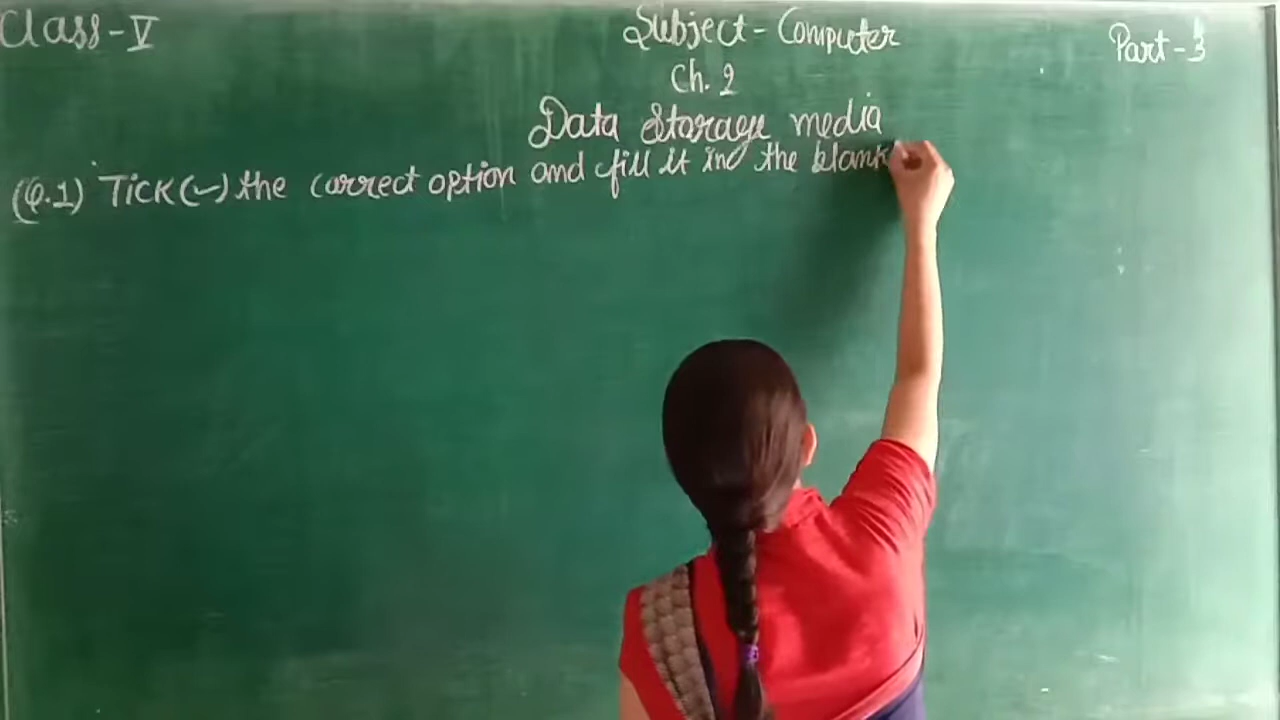 Class-V
Subject-Computer
Part-3
Ch. 2
Data Storage media
(Q.1) Tick(✓) the correct option and fill it in the blank